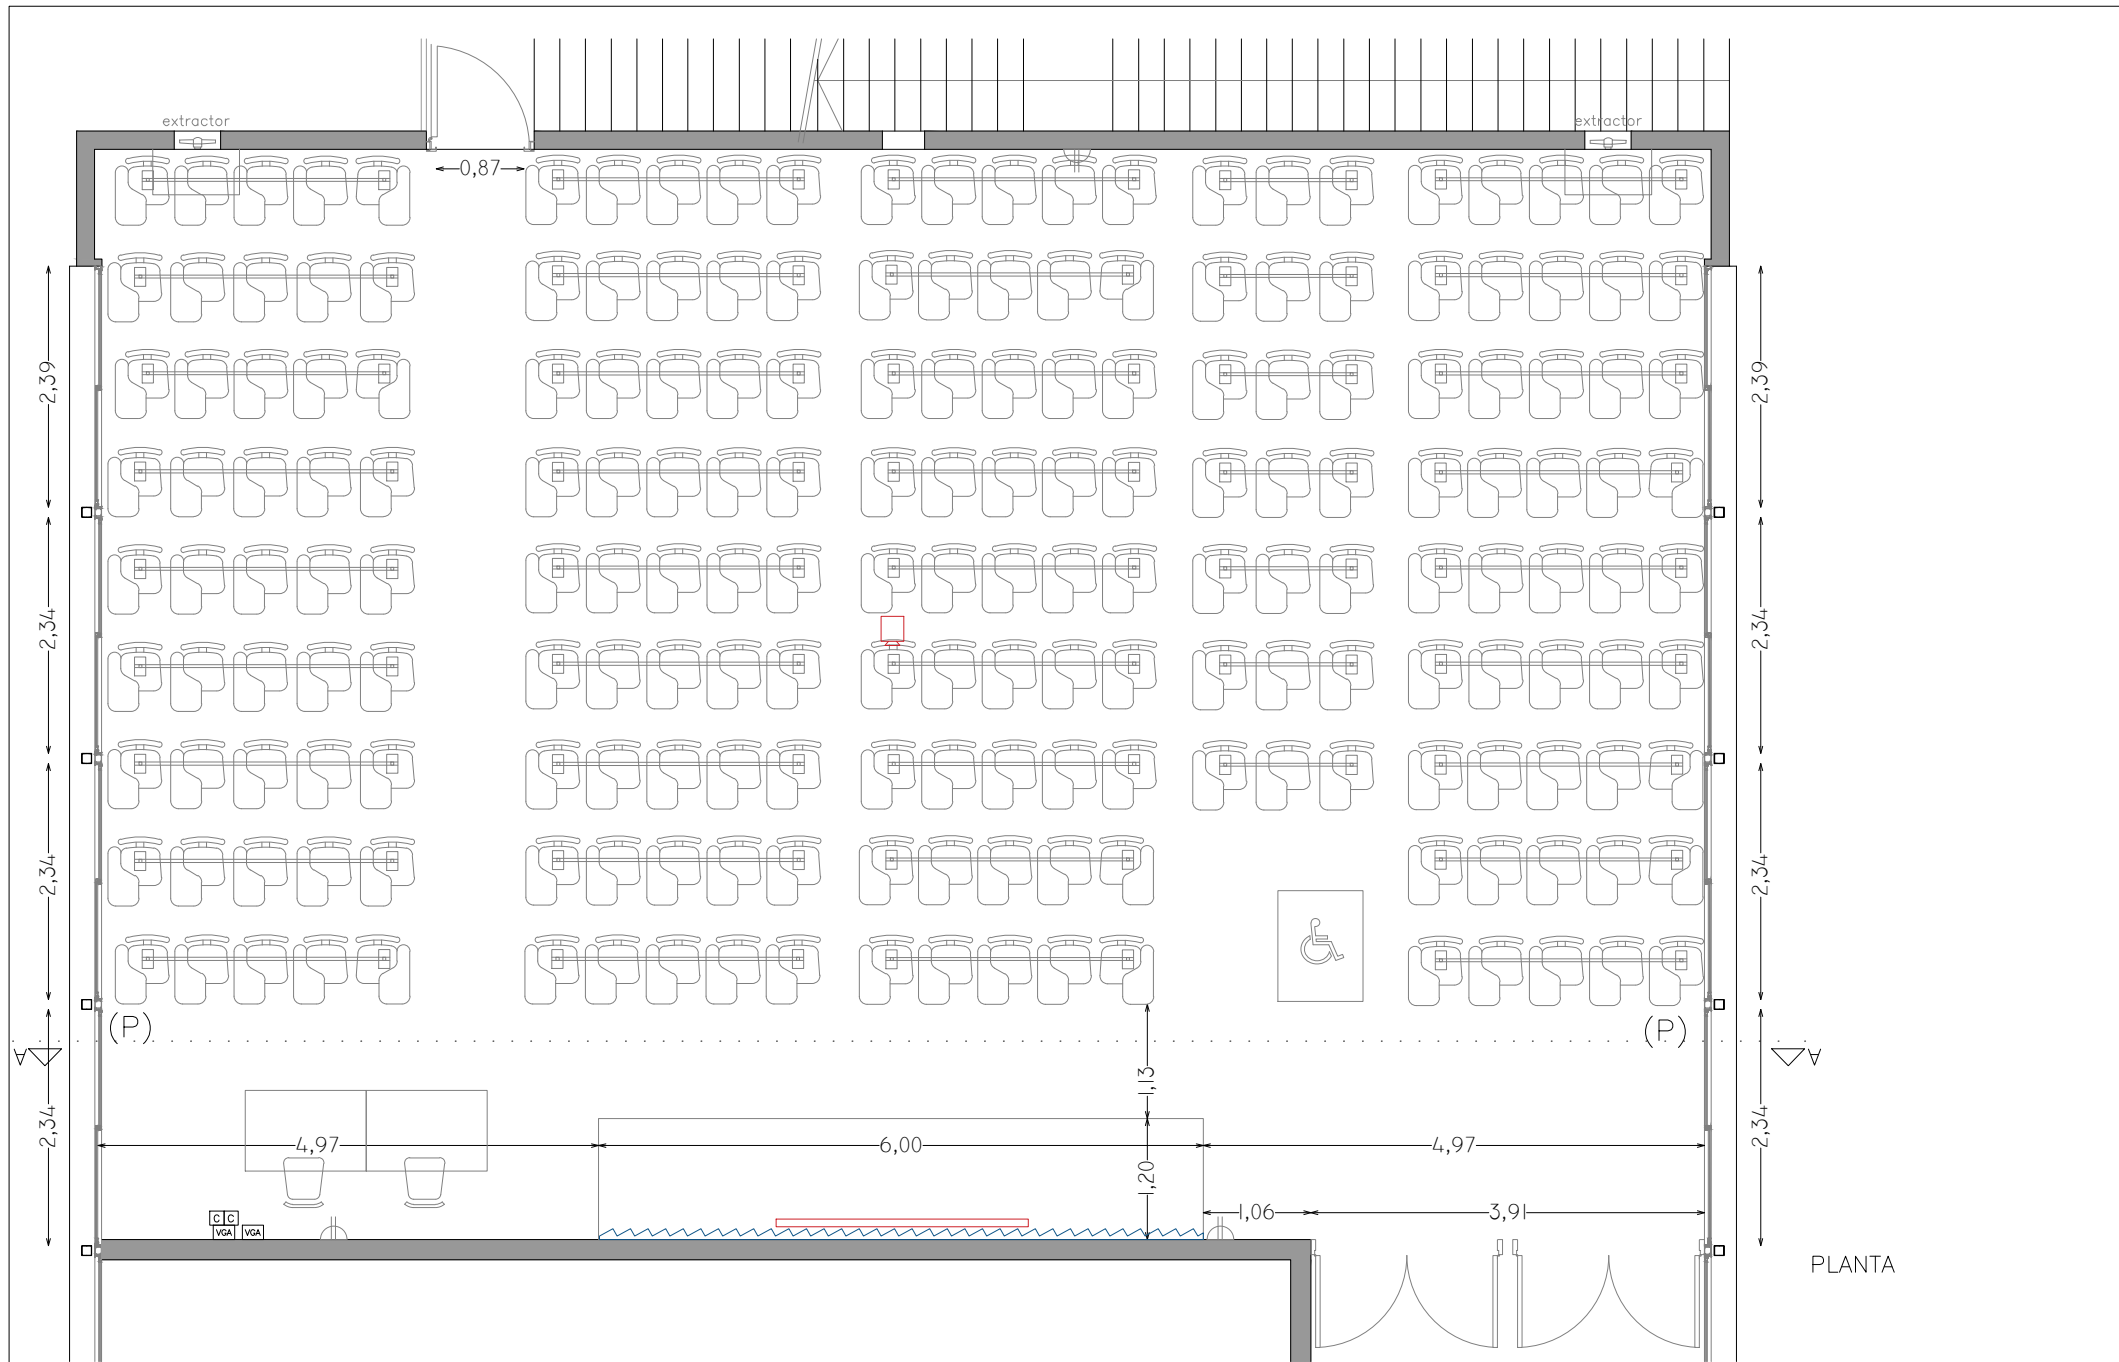 extractor
extractor
0,87
2,39
2,39
2,34
2,34
2,34
2,34
(P)
(P)
A
A
1,13
2,34
2,34
4,97
6,00
4,97
1,20
1,06
3,91
C C
VGA VGA
PLANTA